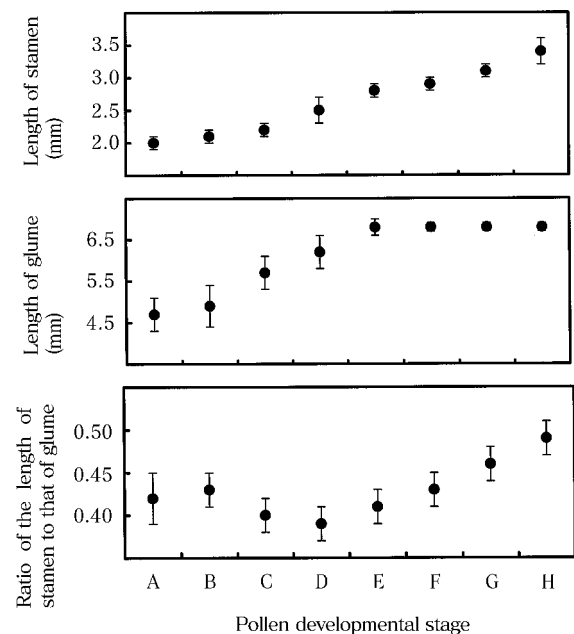 Length of stamen
(mm)
3.5
3.0
2.5
2.0
Length of glume
(mm)
6.5
5.5
4.5
Ratio of the length of
stamen to that of glume
0.50
0.45
0.40
A B C D E F G H
Pollen developmental stage